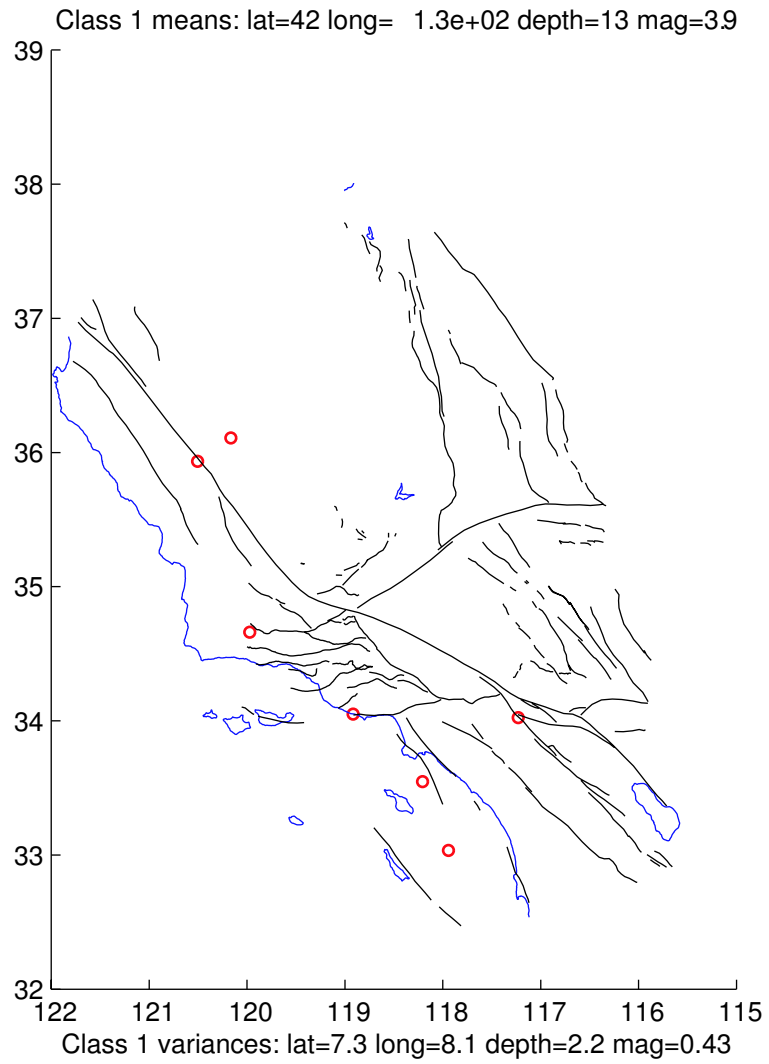 Class 1 means: lat=42 long= 1.3e+02 depth=13 mag=3.9
39
38
37
36
35
34
33
32
122 121 120 119 118 117 116 115
Class 1 variances: lat=7.3 long=8.1 depth=2.2 mag=0.43